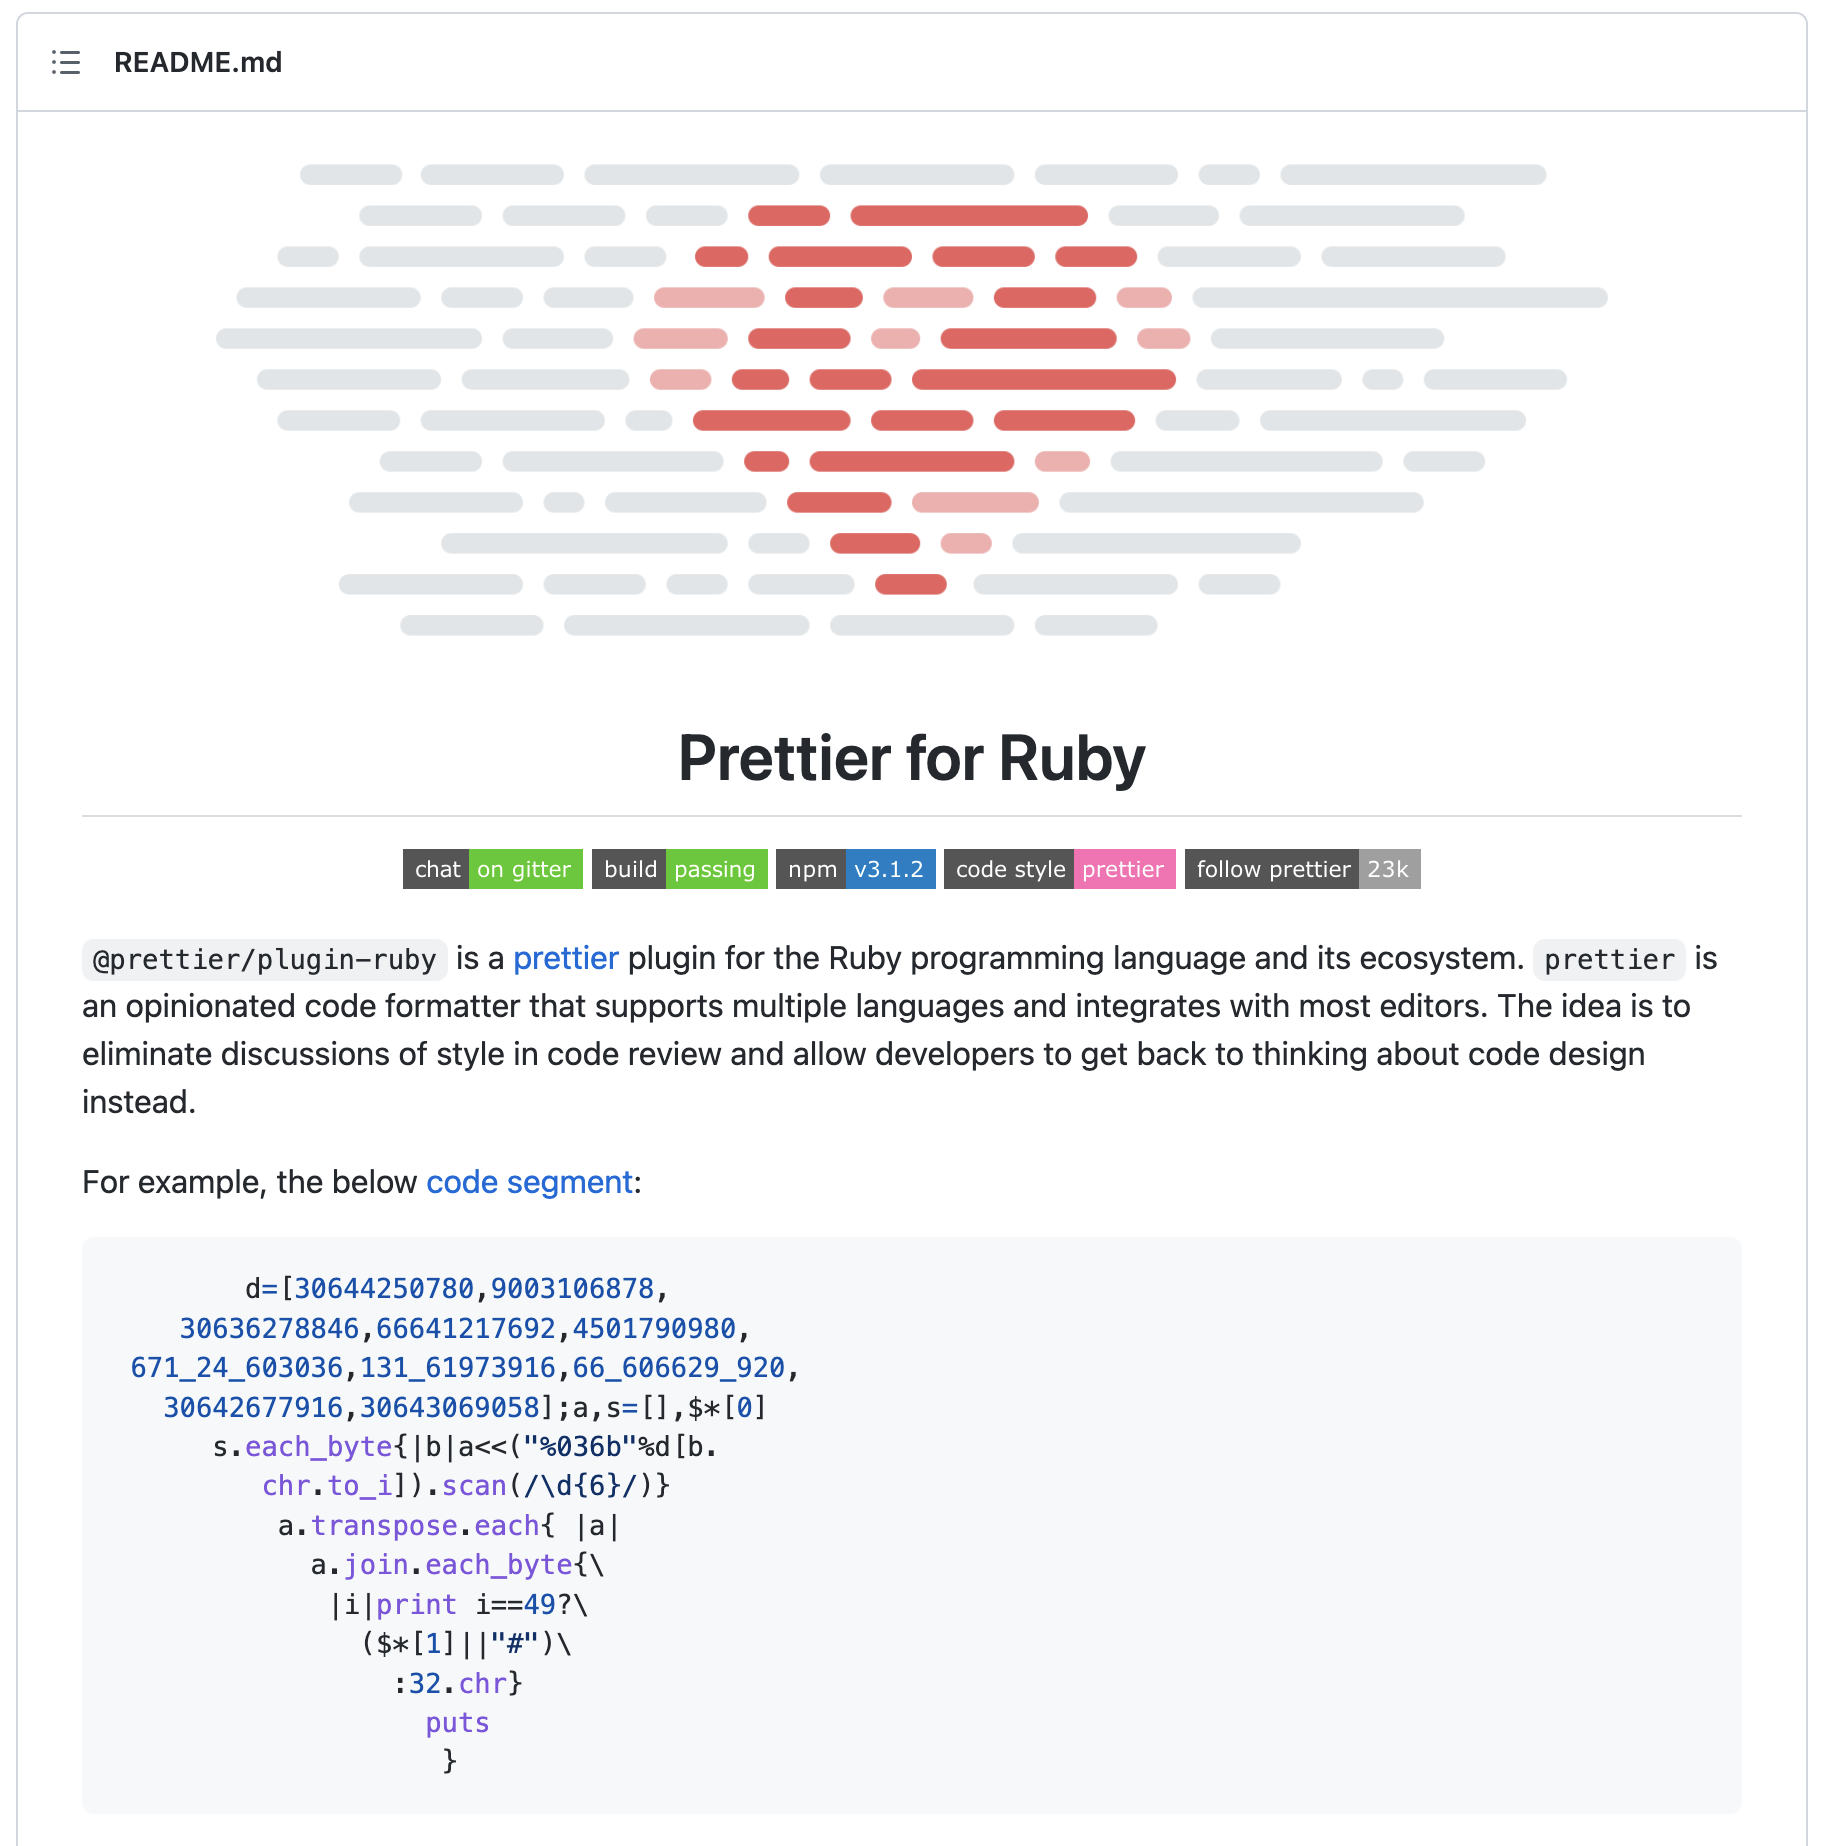 README.md
Prettier for Ruby
chat on gitter build passing npm v3.1.2 code style prettier follow prettier 23k
@prettier/plugin-ruby is a prettier plugin for the Ruby programming language and its ecosystem. prettier is
an opinionated code formatter that supports multiple languages and integrates with most editors. The idea is to
eliminate discussions of style in code review and allow developers to get back to thinking about code design
instead.
For example, the below code segment:
d=[30644250780,9003106878,
30636278846,66641217692,4501790980,
671_24_603036,131_61973916,66_606629_920,
30642677916,30643069058];a,s=[],$*[0]
s.each_byte{|b|a<<("%036b"%d[b.
chr.to_i]).scan(/\d{6}/)}
a.transpose.each{ |a|
a.join.each_byte{\
|i|print i==49?\
($*[1]||"#")\
:32.chr}
puts
}